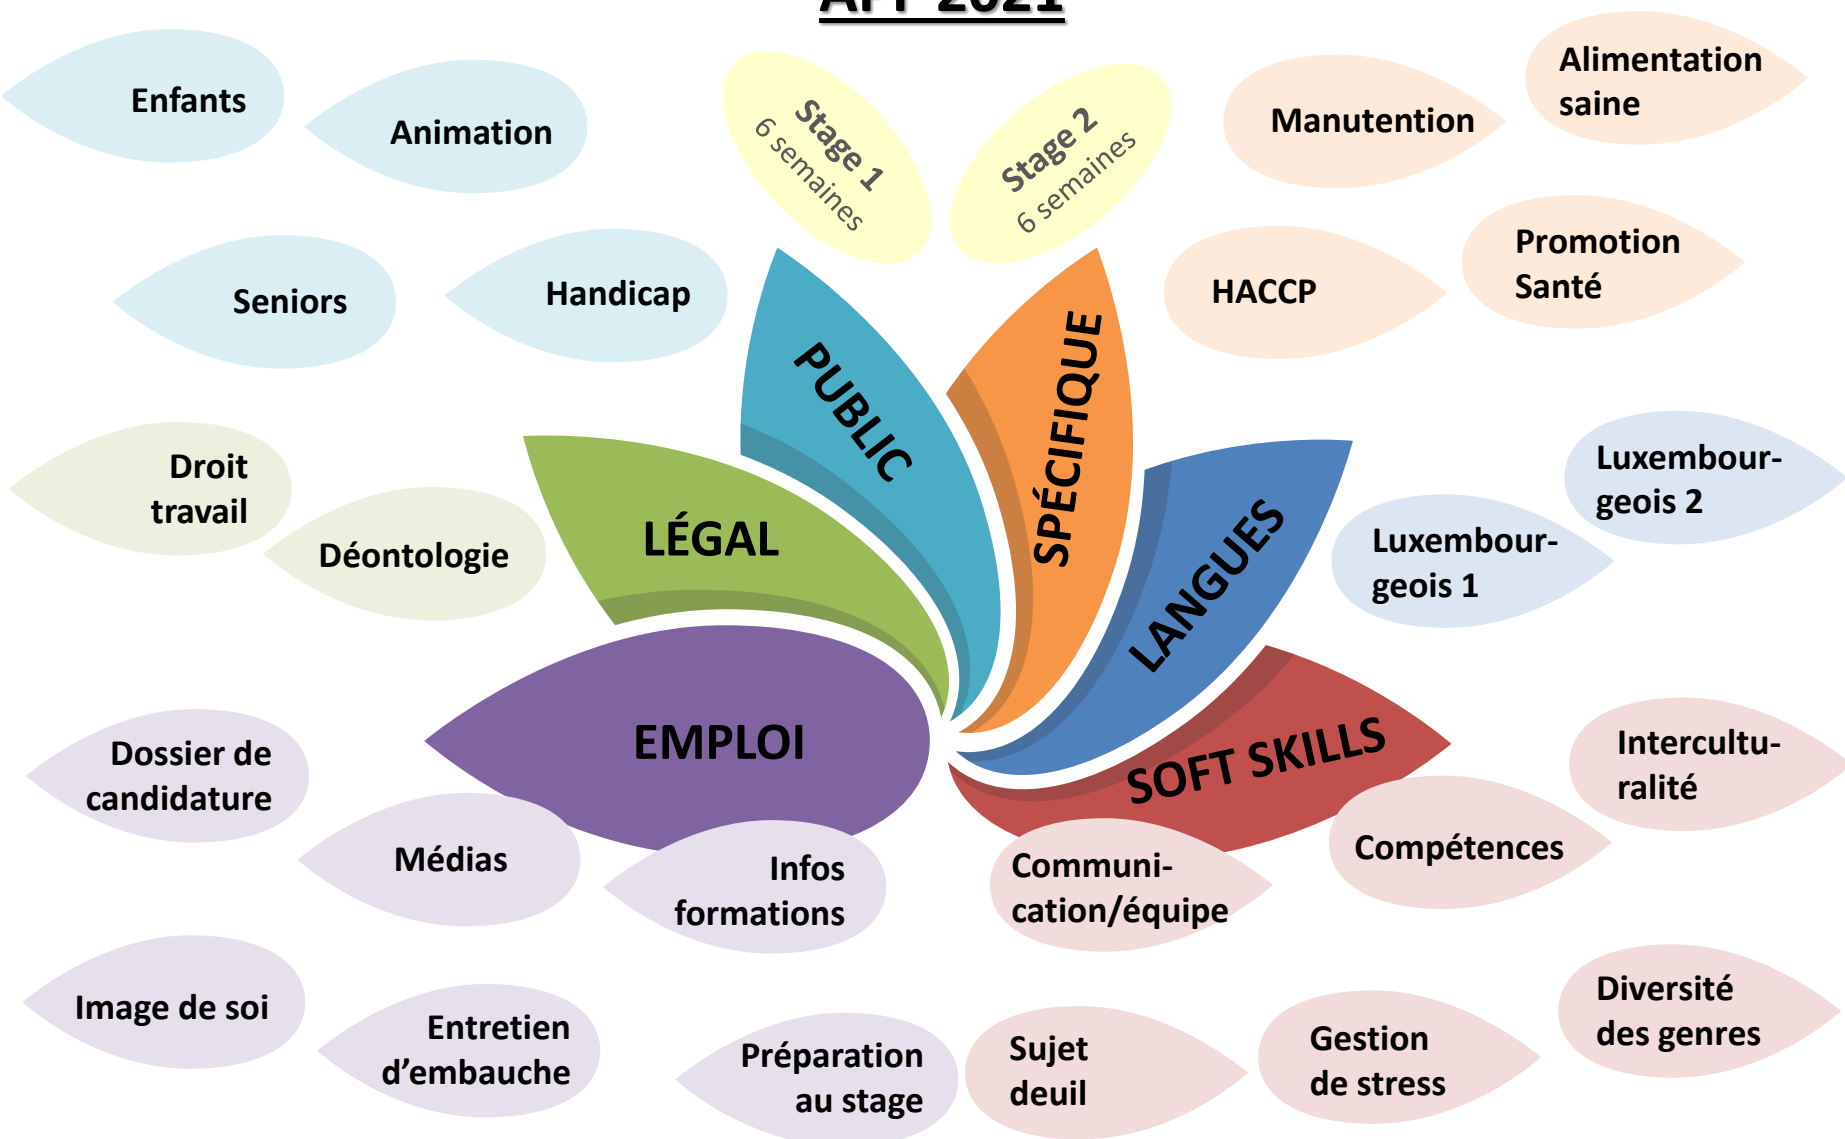 2021
Enfants
Animation
Seniors
Handicap
Stage 1
6 semaines
Stage 2
6 semaines
Manutention
Alimentation
saine
HACCP
Promotion
Santé
PUBLIC
SPÉCIFIQUE
Droit
travail
Déontologie
LÉGAL
LANGUES
Luxembour-
geois 1
Luxembour-
geois 2
EMPLOI
SOFT SKILLS
Dossier de
candidature
Médias
Infos
formations
Image de soi
Entretien
d’embauche
Préparation
au stage
Communi-
cation/équipe
Compétences
Intercultu-
ralité
Sujet
deuil
Gestion
de stress
Diversité
des genres